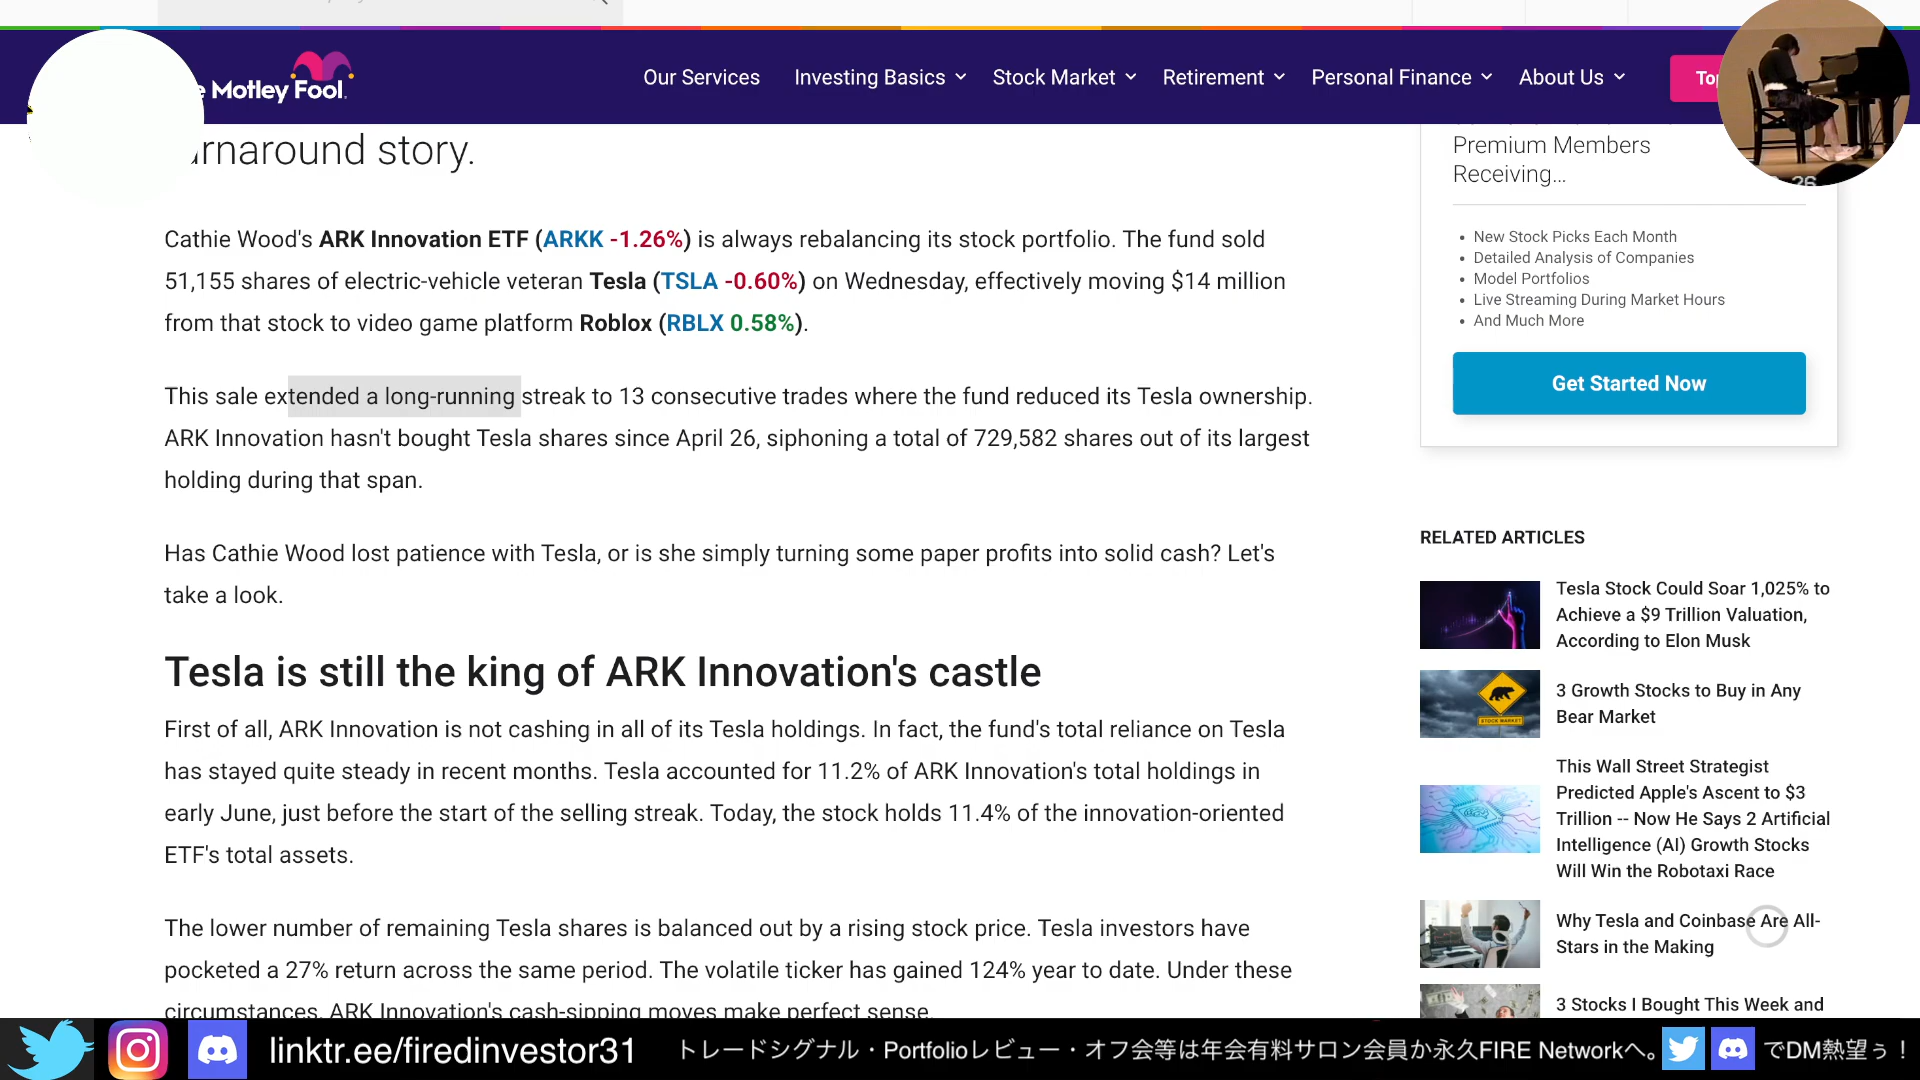 The Motley Fool.
Our Services
Investing Basics
Stock Market
Retirement
Personal Finance
About Us
Top
urnaround story.
Cathie Wood's ARK Innovation ETF (ARKK -1.26%) is always rebalancing its stock portfolio. The fund sold
51,155 shares of electric-vehicle veteran Tesla (TSLA -0.60%) on Wednesday, effectively moving $14 million
from that stock to video game platform Roblox (RBLX 0.58%).
This sale extended a long-running streak to 13 consecutive trades where the fund reduced its Tesla ownership.
ARK Innovation hasn't bought Tesla shares since April 26, siphoning a total of 729,582 shares out of its largest
holding during that span.
Has Cathie Wood lost patience with Tesla, or is she simply turning some paper profits into solid cash? Let's
take a look.
Tesla is still the king of ARK Innovation's castle
First of all, ARK Innovation is not cashing in all of its Tesla holdings. In fact, the fund's total reliance on Tesla
has stayed quite steady in recent months. Tesla accounted for 11.2% of ARK Innovation's total holdings in
early June, just before the start of the selling streak. Today, the stock holds 11.4% of the innovation-oriented
ETF's total assets.
The lower number of remaining Tesla shares is balanced out by a rising stock price. Tesla investors have
pocketed a 27% return across the same period. The volatile ticker has gained 124% year to date. Under these
circumstances, ARK Innovation's cash-sipping moves make perfect sense.
Premium Members
Receiving...
• New Stock Picks Each Month
• Detailed Analysis of Companies
• Model Portfolios
• Live Streaming During Market Hours
• And Much More
Get Started Now
RELATED ARTICLES
Tesla Stock Could Soar 1,025% to
Achieve a $9 Trillion Valuation,
According to Elon Musk
3 Growth Stocks to Buy in Any
Bear Market
STOCK MARKET
This Wall Street Strategist
Predicted Apple's Ascent to $3
Trillion -- Now He Says 2 Artificial
Intelligence (AI) Growth Stocks
Will Win the Robotaxi Race
Why Tesla and Coinbase Are All-
Stars in the Making
3 Stocks I Bought This Week and
linktr.ee/firedinvestor31
トレードシグナル・Portfolioレビュー・オフ会等は年会有料サロン会員か永久FIRE Networkへ。
でDM熱望ぅ！